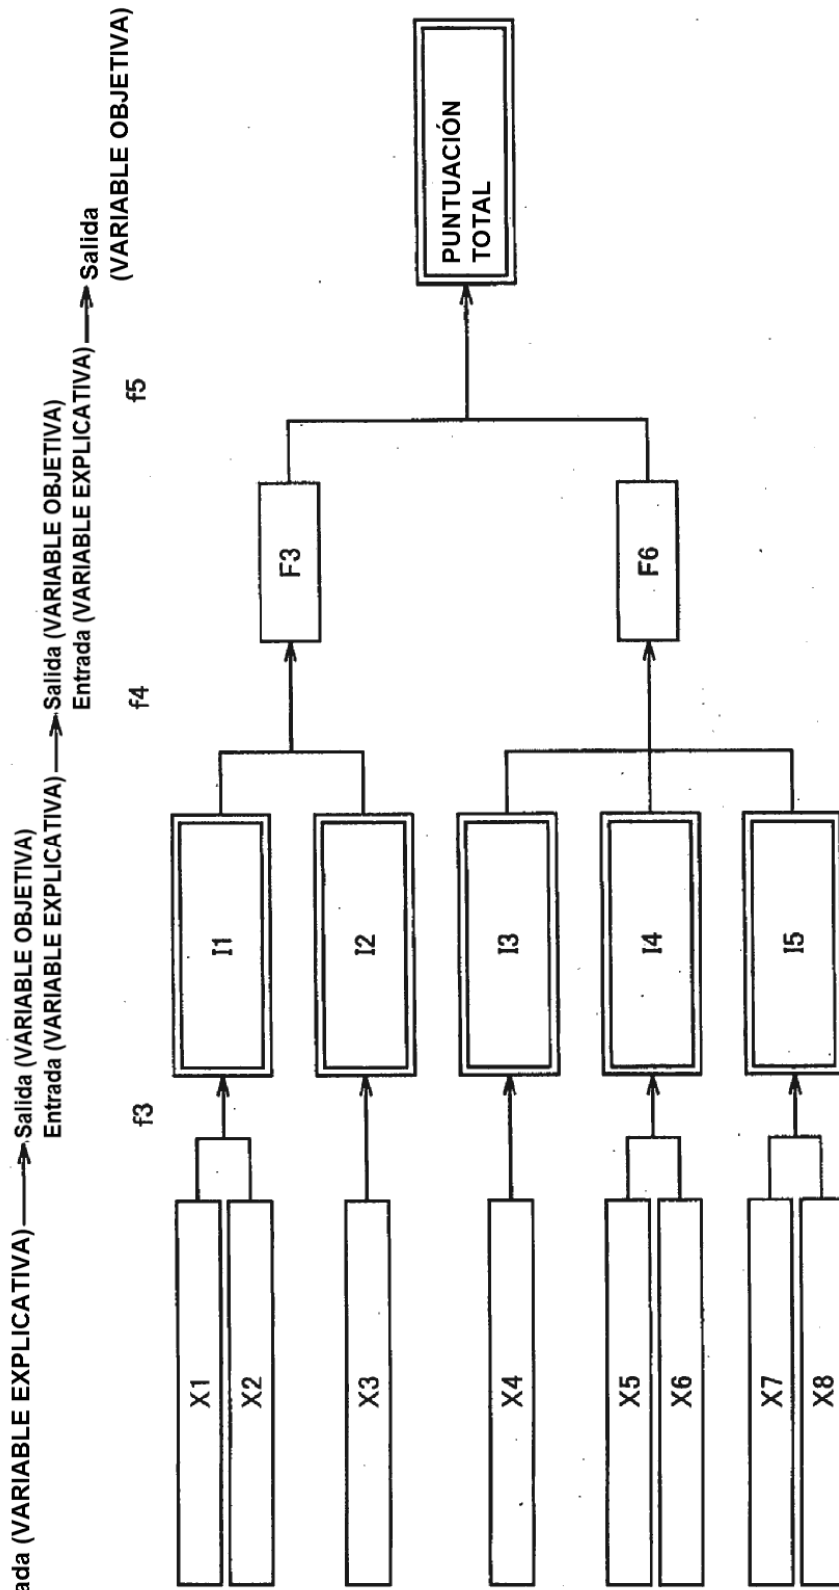 ada (VARIABLE EXPLICATIVA) → Salida (VARIABLE OBJETIVA)
Entrada (VARIABLE EXPLICATIVA) → Salida (VARIABLE OBJETIVA)
Entrada (VARIABLE EXPLICATIVA) → Salida
(VARIABLE OBJETIVA)
f3
f4
f5
X1
X2
X3
X4
X5
X6
X7
X8
I1
I2
I3
I4
I5
F3
F6
PUNTUACIÓN
TOTAL